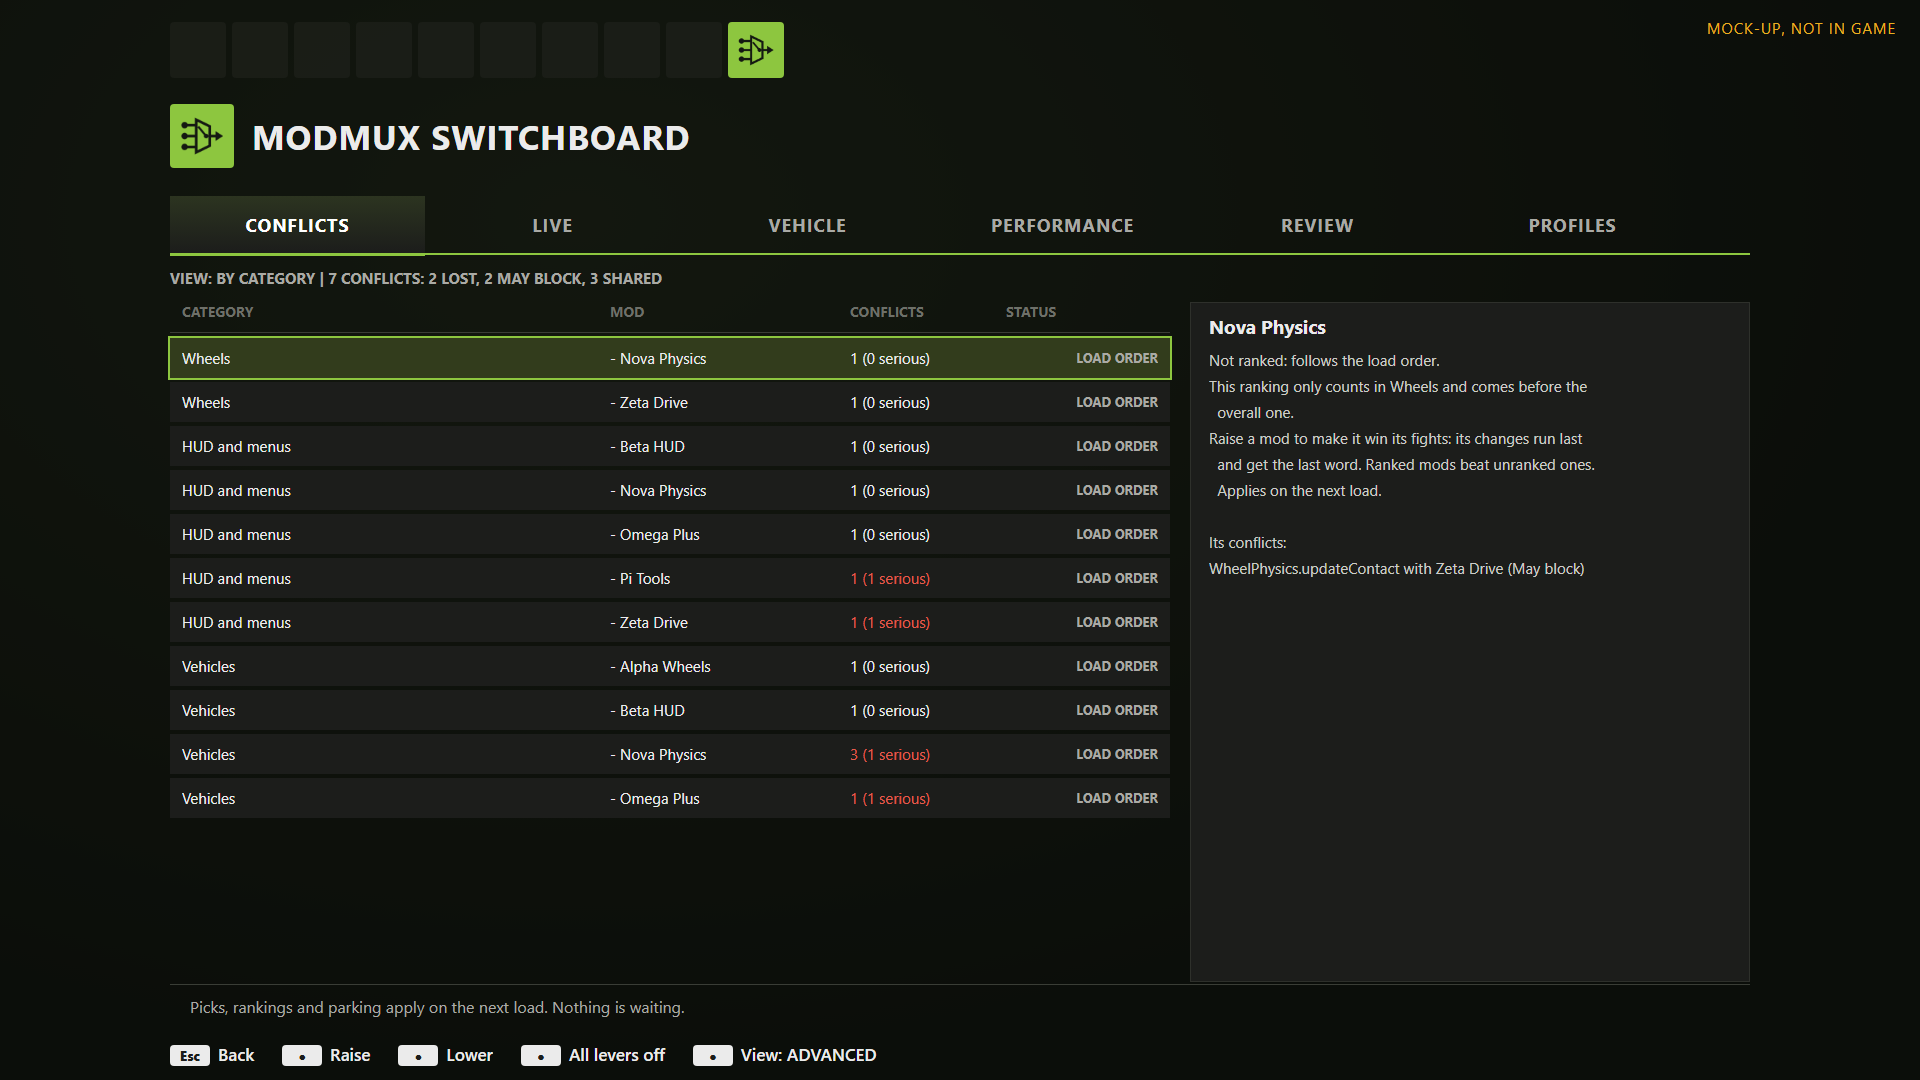 MOCK-UP, NOT IN GAME
MODMUX SWITCHBOARD
CONFLICTS LIVE VEHICLE PERFORMANCE REVIEW PROFILES
VIEW: BY CATEGORY | 7 CONFLICTS: 2 LOST, 2 MAY BLOCK, 3 SHARED
CATEGORY MOD CONFLICTS STATUS
Wheels - Nova Physics 1 (0 serious) LOAD ORDER
Wheels - Zeta Drive 1 (0 serious) LOAD ORDER
HUD and menus - Beta HUD 1 (0 serious) LOAD ORDER
HUD and menus - Nova Physics 1 (0 serious) LOAD ORDER
HUD and menus - Omega Plus 1 (0 serious) LOAD ORDER
HUD and menus - Pi Tools 1 (1 serious) LOAD ORDER
HUD and menus - Zeta Drive 1 (1 serious) LOAD ORDER
Vehicles - Alpha Wheels 1 (0 serious) LOAD ORDER
Vehicles - Beta HUD 1 (0 serious) LOAD ORDER
Vehicles - Nova Physics 3 (1 serious) LOAD ORDER
Vehicles - Omega Plus 1 (1 serious) LOAD ORDER
Nova Physics
Not ranked: follows the load order.
This ranking only counts in Wheels and comes before the
overall one.
Raise a mod to make it win its fights: its changes run last
and get the last word. Ranked mods beat unranked ones.
Applies on the next load.
Its conflicts:
WheelPhysics.updateContact with Zeta Drive (May block)
Picks, rankings and parking apply on the next load. Nothing is waiting.
Esc Back • Raise • Lower • All levers off • View: ADVANCED